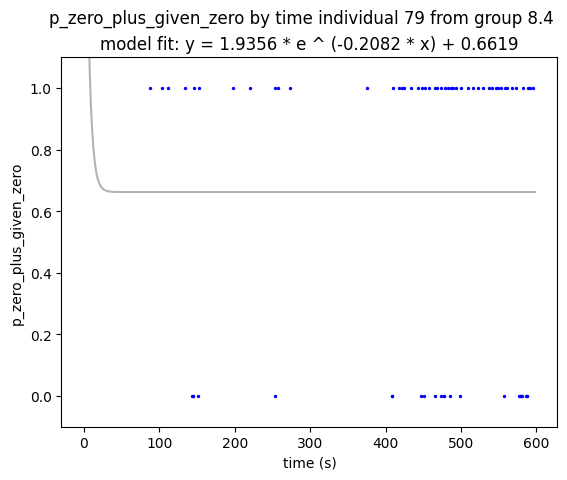 p_zero_plus_given_zero by time individual 79 from group 8.4
model fit: y = 1.9356 * e ^ (-0.2082 * x) + 0.6619
1.0
0.8
0.6
0.4
0.2
0.0
p_zero_plus_given_zero
0 100 200 300 400 500 600
time (s)